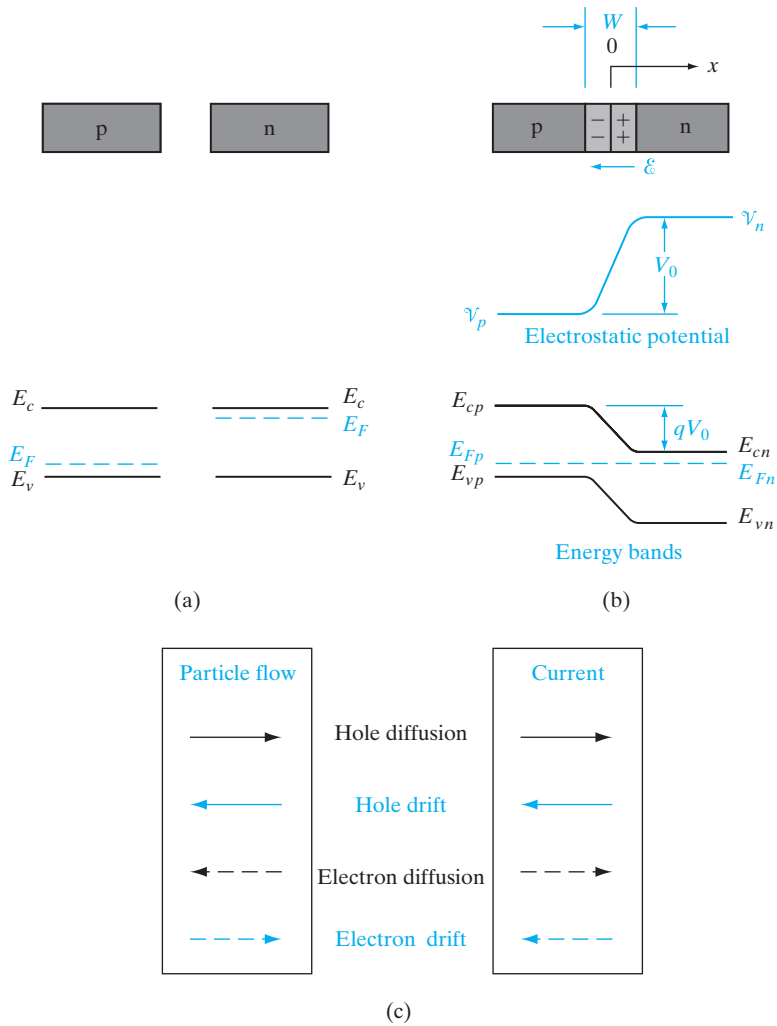 W
0
x
p
n
p
n
− +
− +
ℰ
𝒱n
V0
𝒱p
Electrostatic potential
Ec
Ec
EF
EF
Ev
Ev
Ecp
qV0
Ecn
EFp
EFn
Evp
Evn
Energy bands
(a)
(b)
Particle flow
Current
Hole diffusion
Hole drift
Electron diffusion
Electron drift
(c)